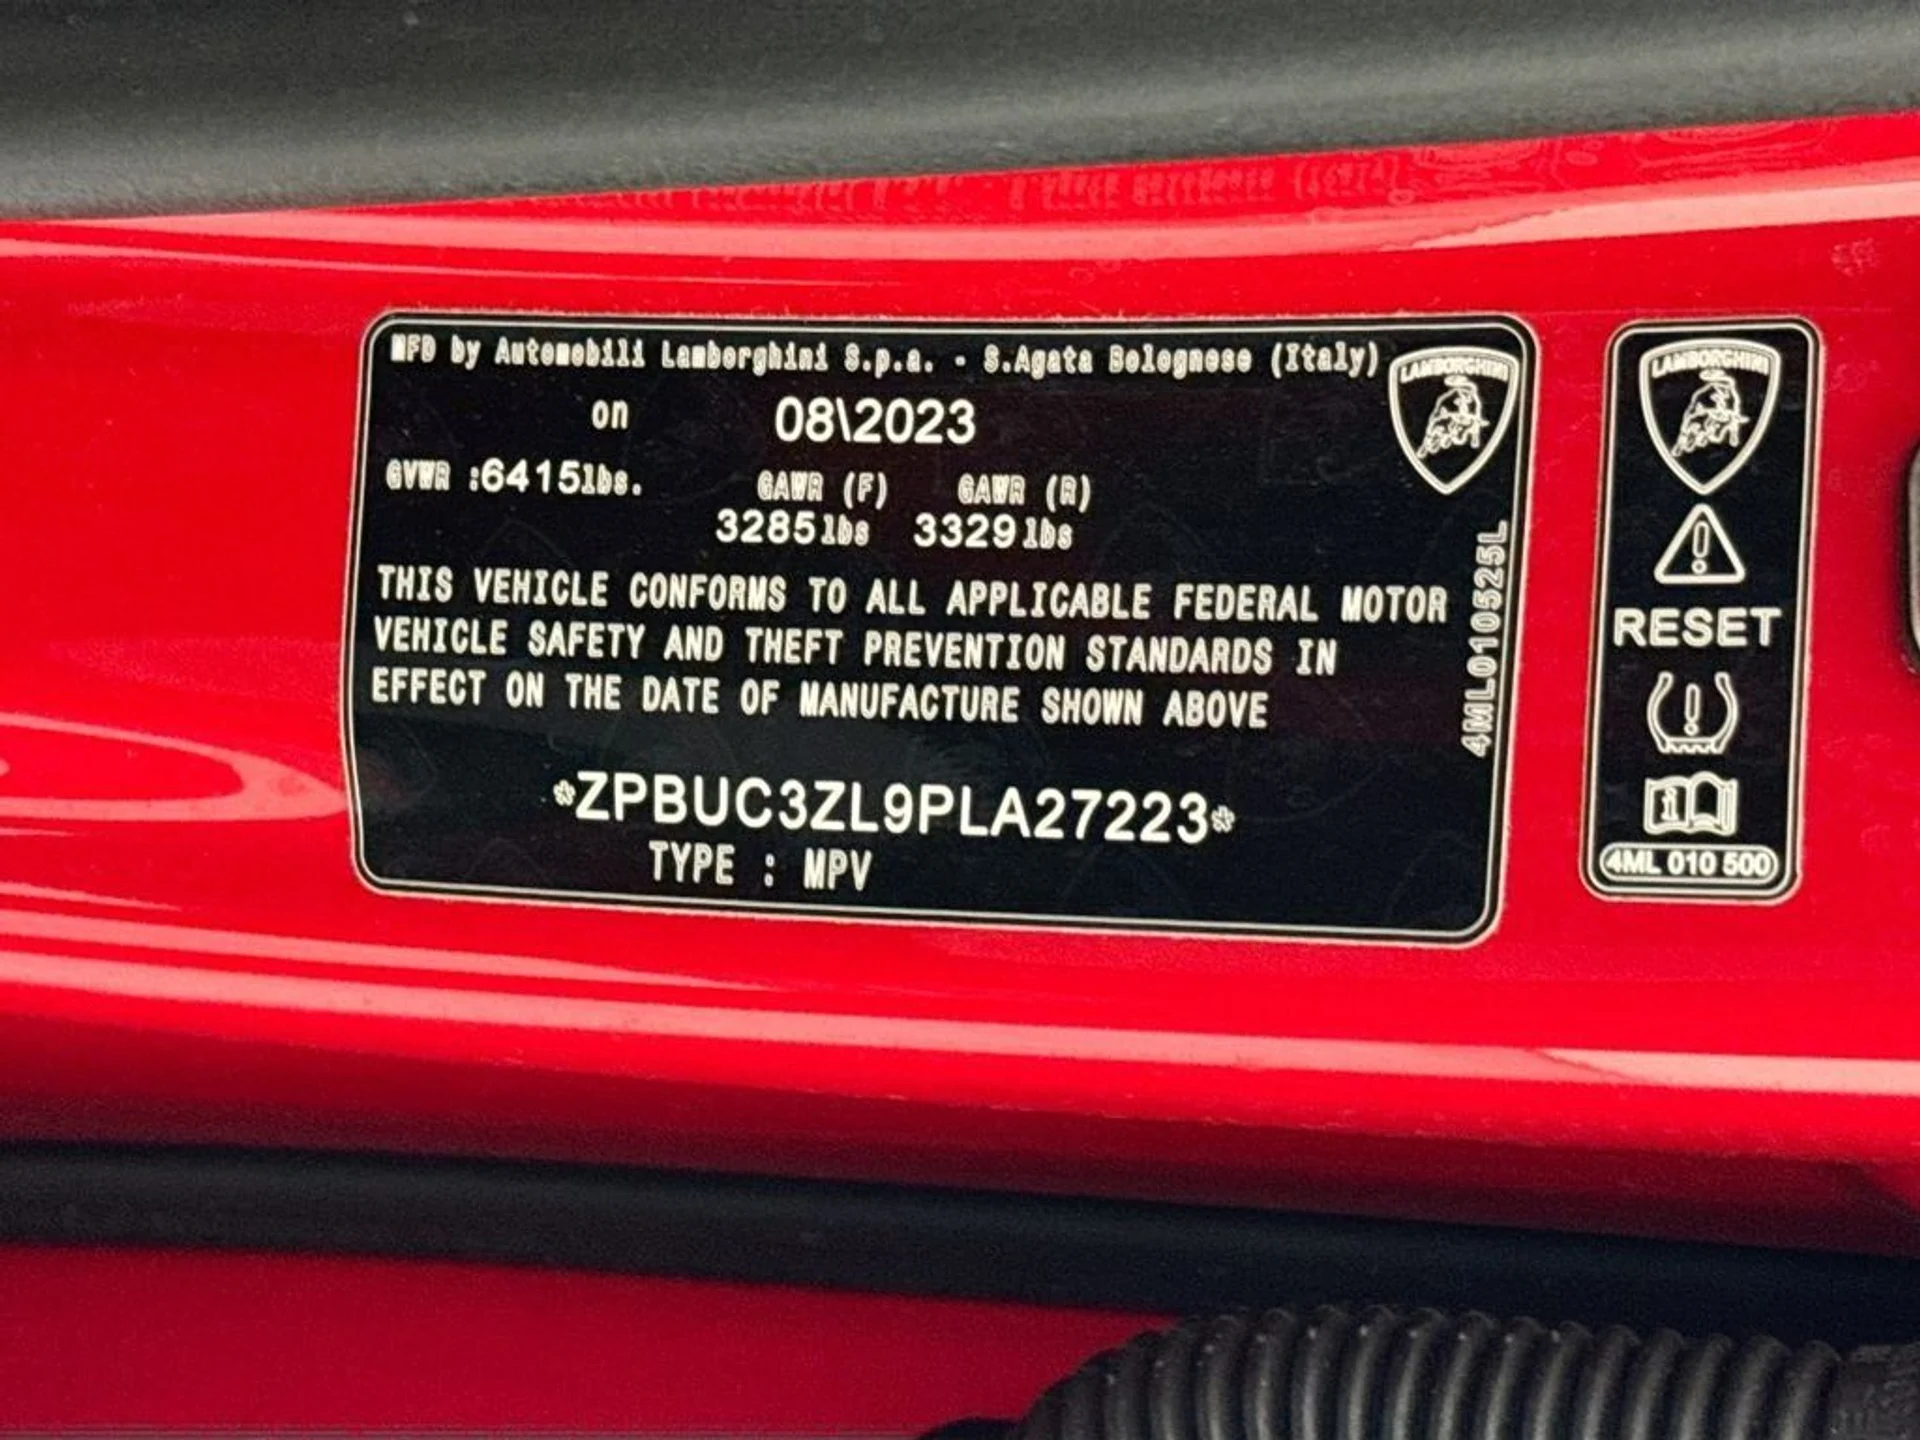 MFD by Automobili Lamborghini S.p.a. - S.Agata Bolognese (Italy)
on 08\2023
GVWR :6415lbs. GAWR (F) GAWR (R)
3285lbs 3329lbs
THIS VEHICLE CONFORMS TO ALL APPLICABLE FEDERAL MOTOR
VEHICLE SAFETY AND THEFT PREVENTION STANDARDS IN
EFFECT ON THE DATE OF MANUFACTURE SHOWN ABOVE
*ZPBUC3ZL9PLA27223*
TYPE : MPV
LAMBORGHINI
4ML010525L
LAMBORGHINI
RESET
4ML 010 500